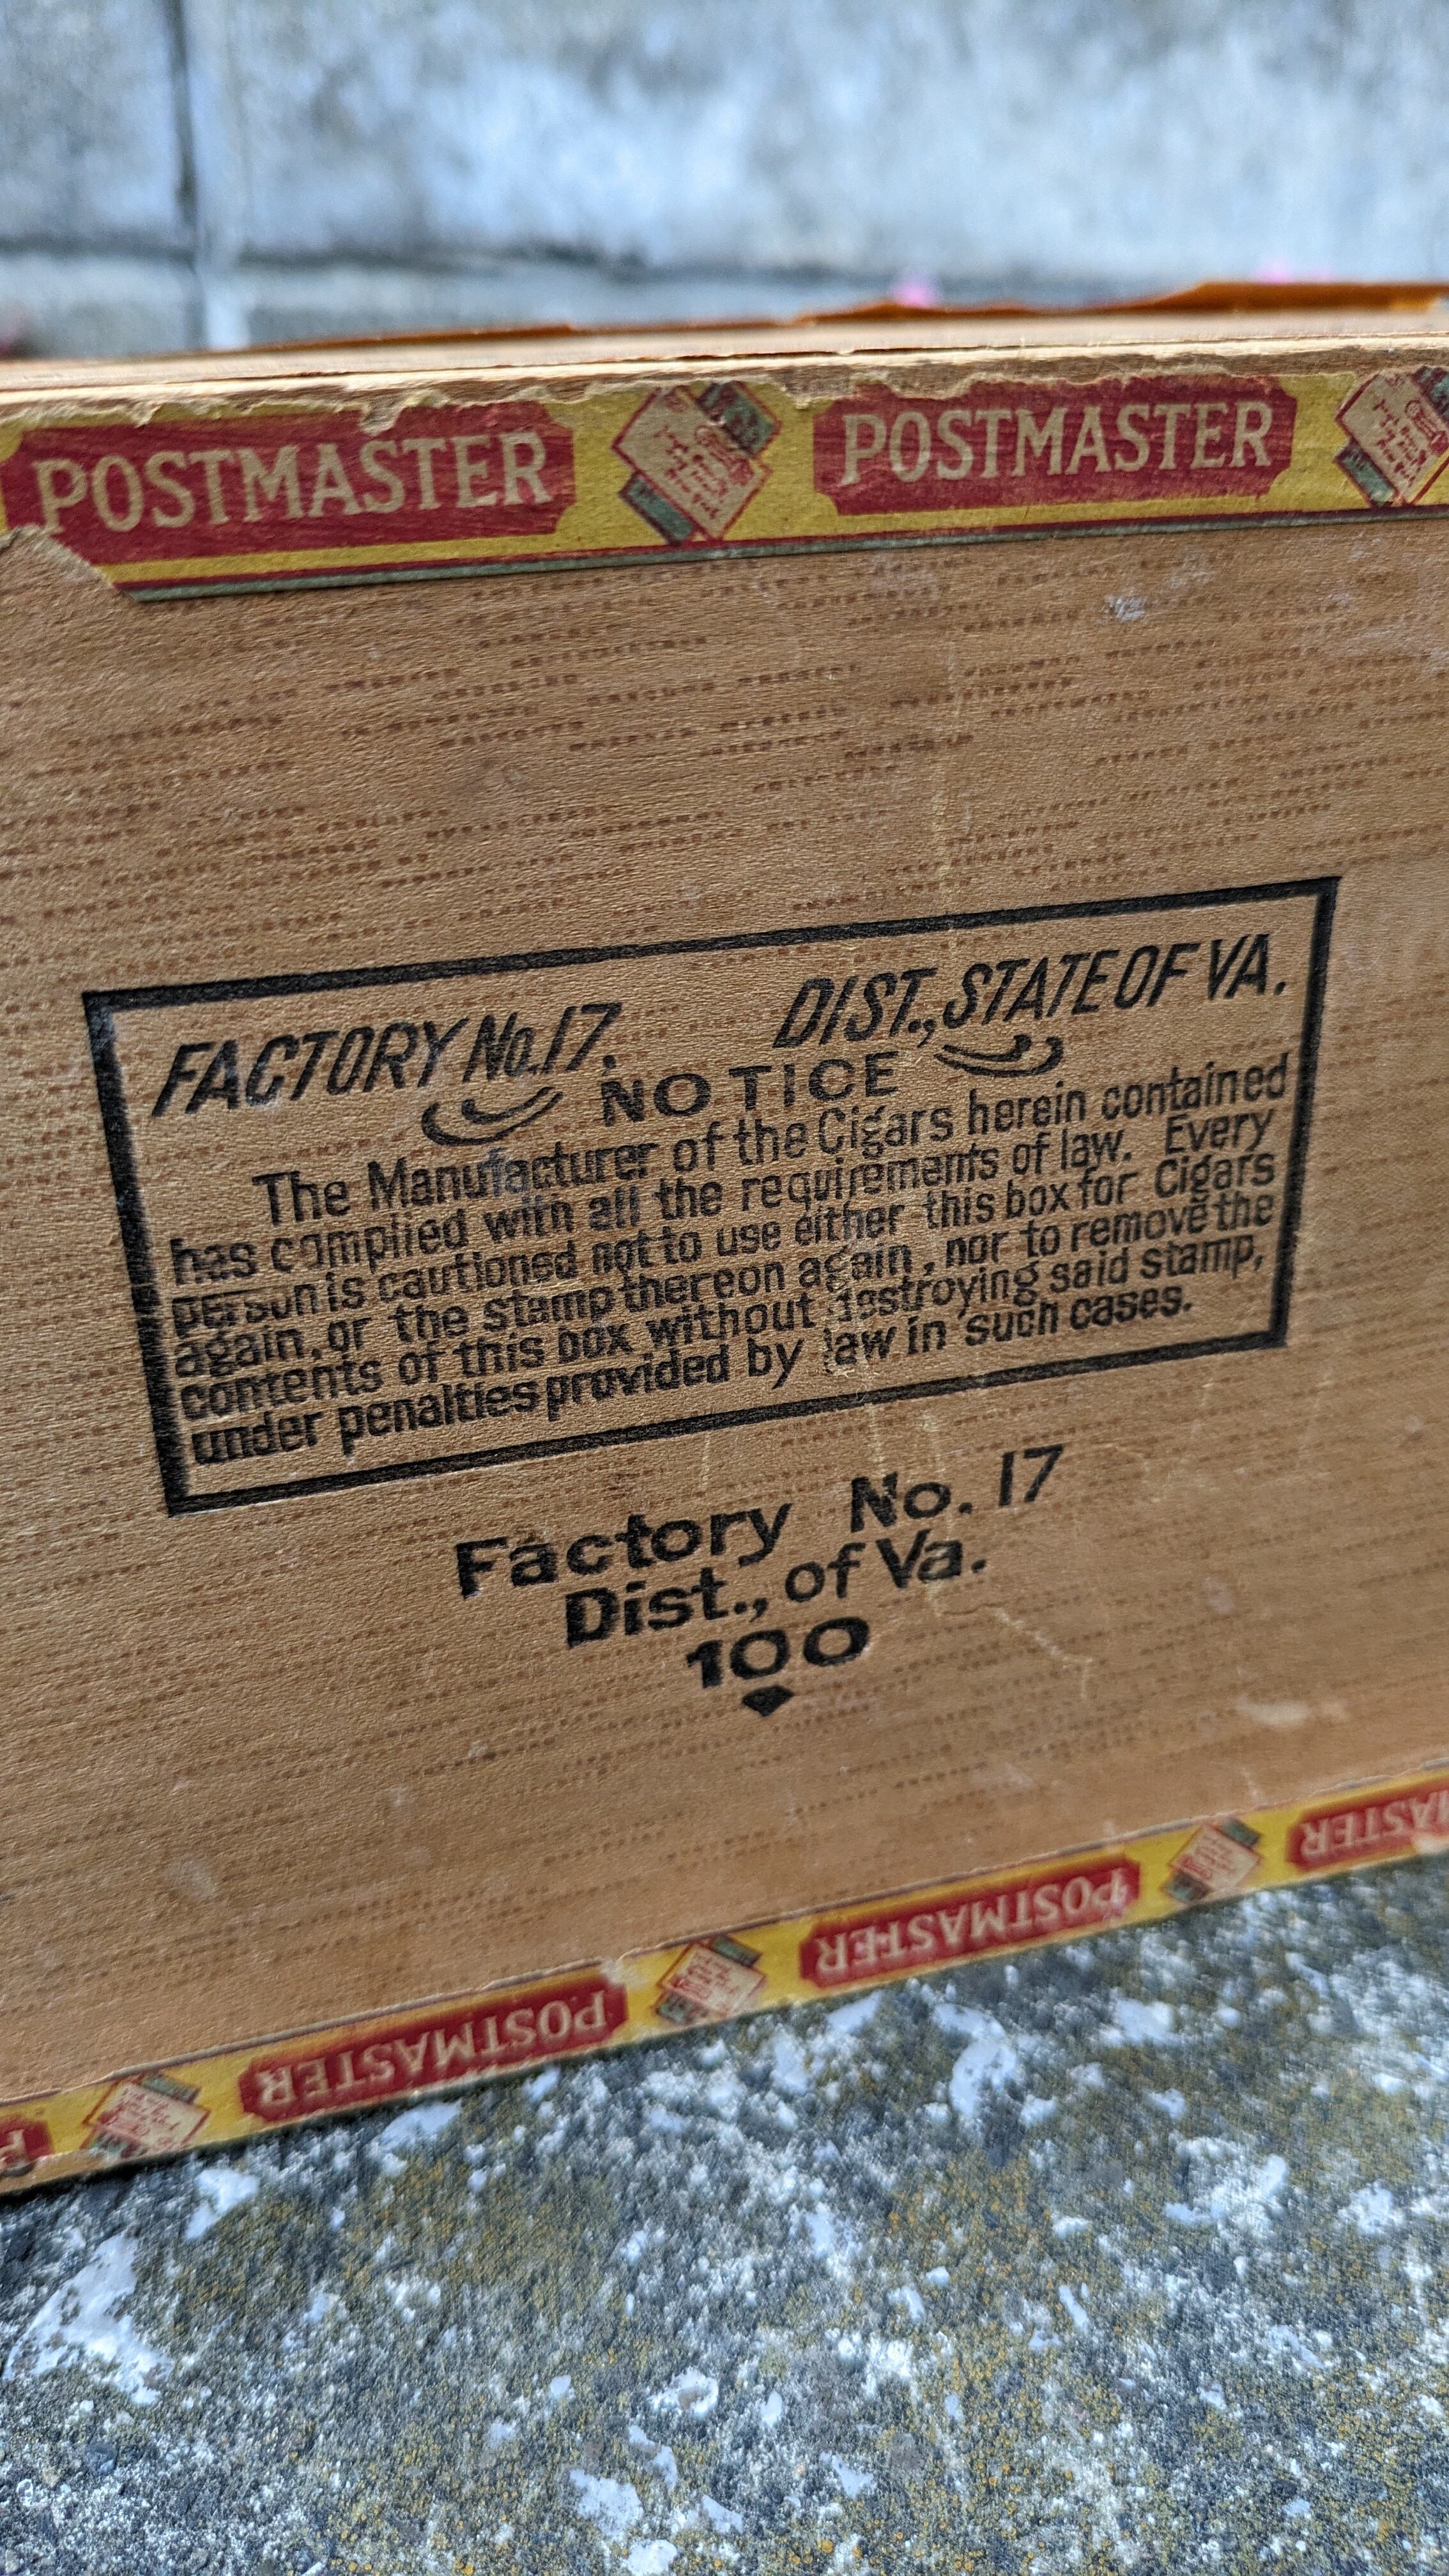 POSTMASTER POSTMASTER
FACTORY No. 17. DIST., STATE OF VA.
NOTICE
The Manufacturer of the Cigars herein contained
has complied with all the requirements of law. Every
person is cautioned not to use either this box for Cigars
again, or the stamp thereon again, nor to remove the
contents of this box without destroying said stamp,
under penalties provided by law in such cases.
Factory No. 17
Dist., of Va.
100
POSTMASTER POSTMASTER MASTER